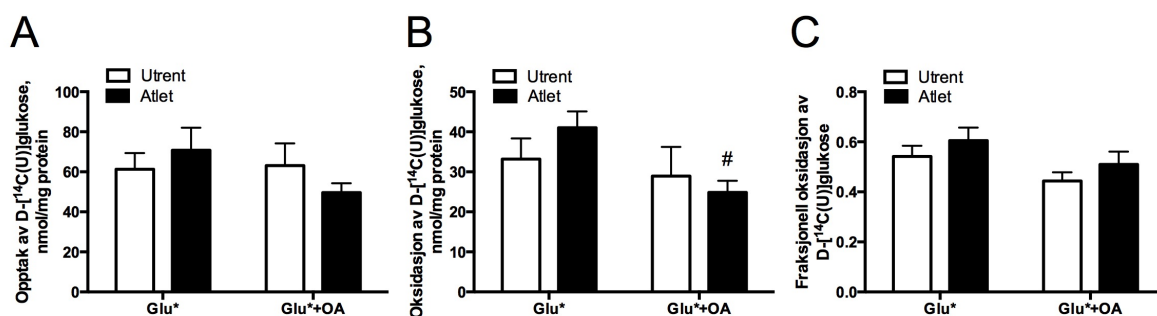 A
Utrent
Atlet
Opptak av D-[¹⁴C(U)]glukose,
nmol/mg protein
100
80
60
40
20
0
Glu*
Glu*+OA
B
Utrent
Atlet
Oksidasjon av D-[¹⁴C(U)]glukose,
nmol/mg protein
50
40
30
20
10
0
#
Glu*
Glu*+OA
C
Utrent
Atlet
Fraksjonell oksidasjon av
D-[¹⁴C(U)]glukose
0.8
0.6
0.4
0.2
0.0
Glu*
Glu*+OA